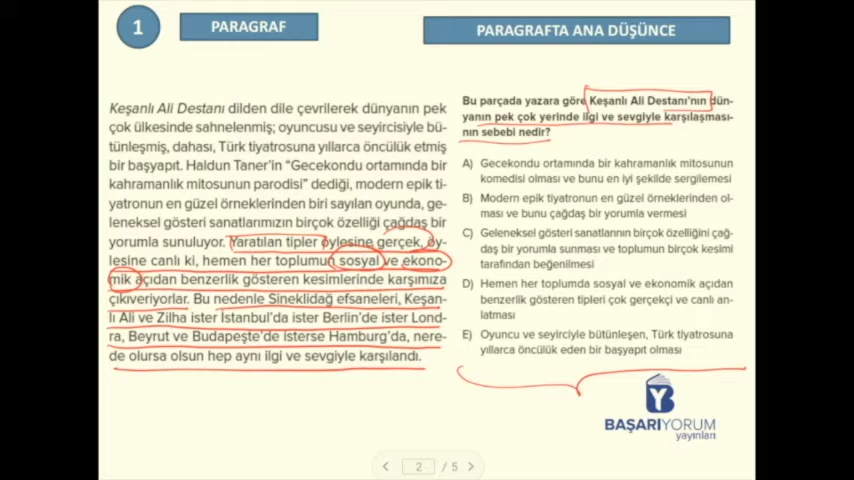 1
PARAGRAF
PARAGRAFTA ANA DÜŞÜNCE
Keşanlı Ali Destanı dilden dile çevrilerek dünyanın pek
çok ülkesinde sahnelenmiş; oyuncusu ve seyircisiyle bü-
tünleşmiş, dahası, Türk tiyatrosuna yıllarca öncülük etmiş
bir başyapıt. Haldun Taner'in "Gecekondu ortamında bir
kahramanlık mitosunun parodisi" dediği, modern epik ti-
yatronun en güzel örneklerinden biri sayılan oyunda, ge-
leneksel gösteri sanatlarımızın birçok özelliği çağdaş bir
yorumla sunuluyor. Yaratılan tipler öylesine gerçek, öy-
lesine canlı ki, hemen her toplumun sosyal ve ekono-
mik açıdan benzerlik gösteren kesimlerinde karşımıza
çıkıveriyorlar. Bu nedenle Sineklidağ efsaneleri, Keşan-
lı Ali ve Zilha ister İstanbul'da ister Berlin'de ister Lond-
ra, Beyrut ve Budapeşte'de isterse Hamburg'da, nere-
de olursa olsun hep aynı ilgi ve sevgiyle karşılandı.
Bu parçada yazara göre Keşanlı Ali Destanı'nın dün-
yanın pek çok yerinde ilgi ve sevgiyle karşılaşması-
nın sebebi nedir?
A) Gecekondu ortamında bir kahramanlık mitosunun
komedisi olması ve bunu en iyi şekilde sergilemesi
B) Modern epik tiyatronun en güzel örneklerinden ol-
ması ve bunu çağdaş bir yorumla vermesi
C) Geleneksel gösteri sanatlarının birçok özelliğini çağ-
daş bir yorumla sunması ve toplumun birçok kesimi
tarafından beğenilmesi
D) Hemen her toplumda sosyal ve ekonomik açıdan
benzerlik gösteren tipleri çok gerçekçi ve canlı an-
latması
E) Oyuncu ve seyirciyle bütünleşen, Türk tiyatrosuna
yıllarca öncülük eden bir başyapıt olması
BAŞARIYORUM
yayınları
2 / 5